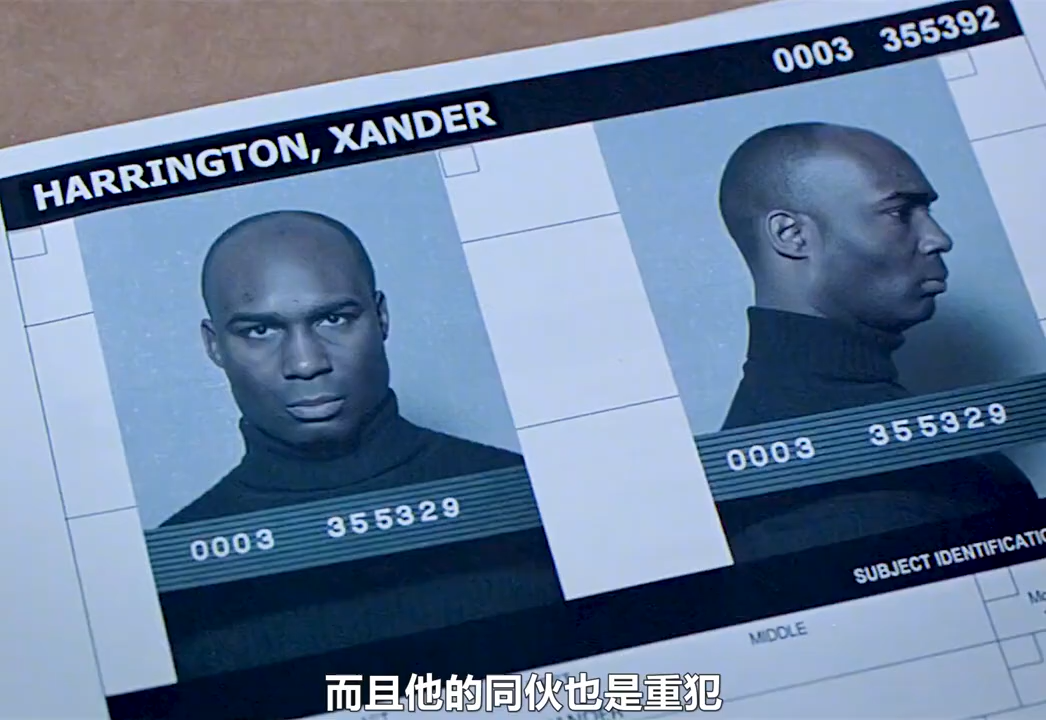 0003 355392
HARRINGTON, XANDER
0003 355329
0003 355329
SUBJECT IDENTIFICATIO
MIDDLE
而且他的同伙也是重犯